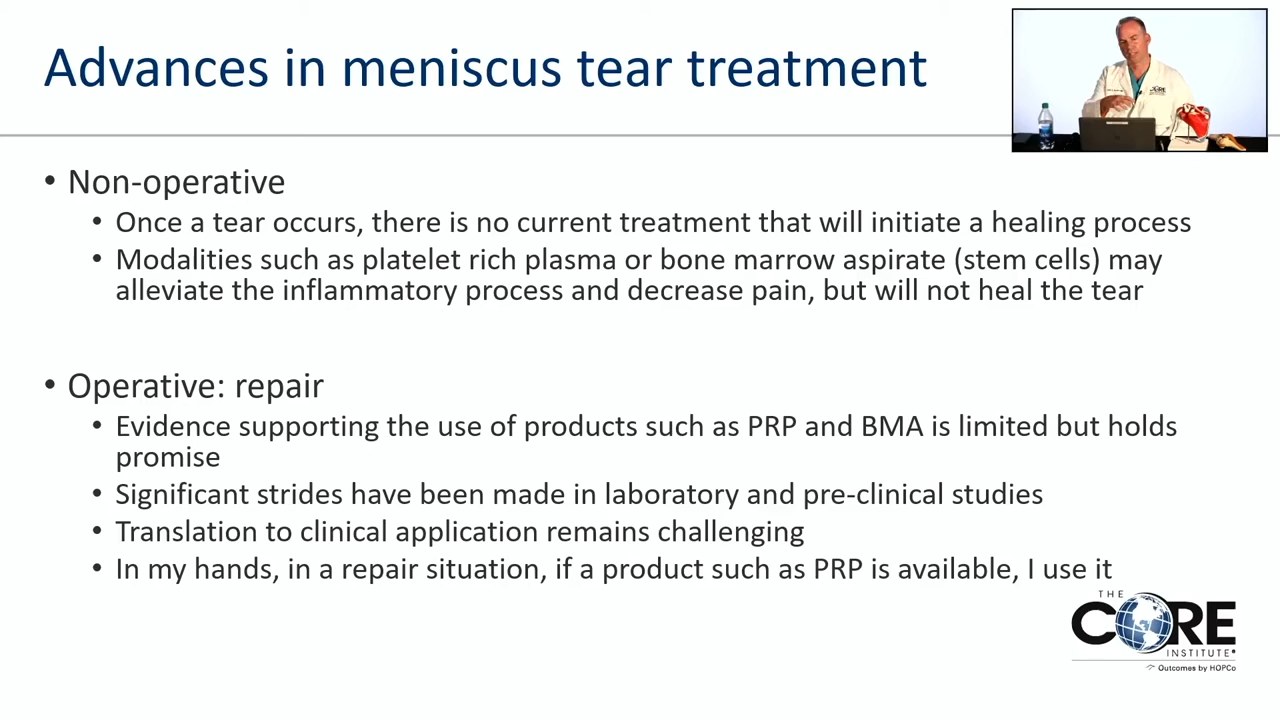 Advances in meniscus tear treatment
CORE
• Non-operative
• Once a tear occurs, there is no current treatment that will initiate a healing process
• Modalities such as platelet rich plasma or bone marrow aspirate (stem cells) may
alleviate the inflammatory process and decrease pain, but will not heal the tear
• Operative: repair
• Evidence supporting the use of products such as PRP and BMA is limited but holds
promise
• Significant strides have been made in laboratory and pre-clinical studies
• Translation to clinical application remains challenging
• In my hands, in a repair situation, if a product such as PRP is available, I use it
THE
CORE
INSTITUTE
Outcomes by HOPCo